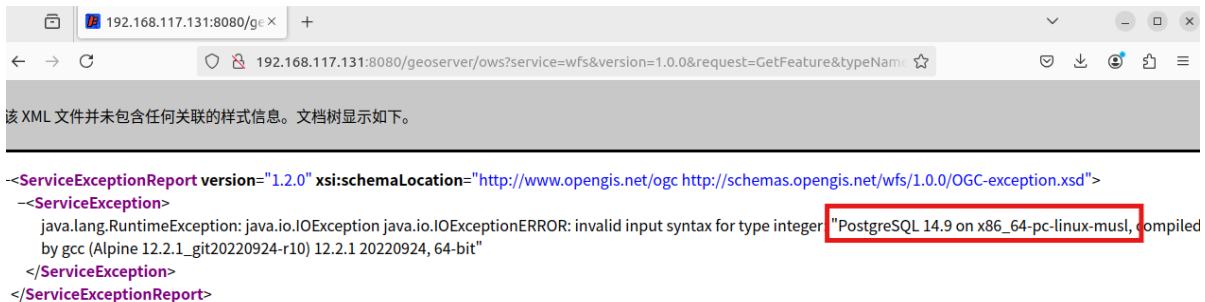 192.168.117.131:8080/ge
192.168.117.131:8080/geoserver/ows?service=wfs&version=1.0.0&request=GetFeature&typeName
该 XML 文件并未包含任何关联的样式信息。文档树显示如下。
-<ServiceExceptionReport version="1.2.0" xsi:schemaLocation="http://www.opengis.net/ogc http://schemas.opengis.net/wfs/1.0.0/OGC-exception.xsd">
-<ServiceException>
java.lang.RuntimeException: java.io.IOException java.io.IOExceptionERROR: invalid input syntax for type integer: "PostgreSQL 14.9 on x86_64-pc-linux-musl, compiled
by gcc (Alpine 12.2.1_git20220924-r10) 12.2.1 20220924, 64-bit"
</ServiceException>
</ServiceExceptionReport>